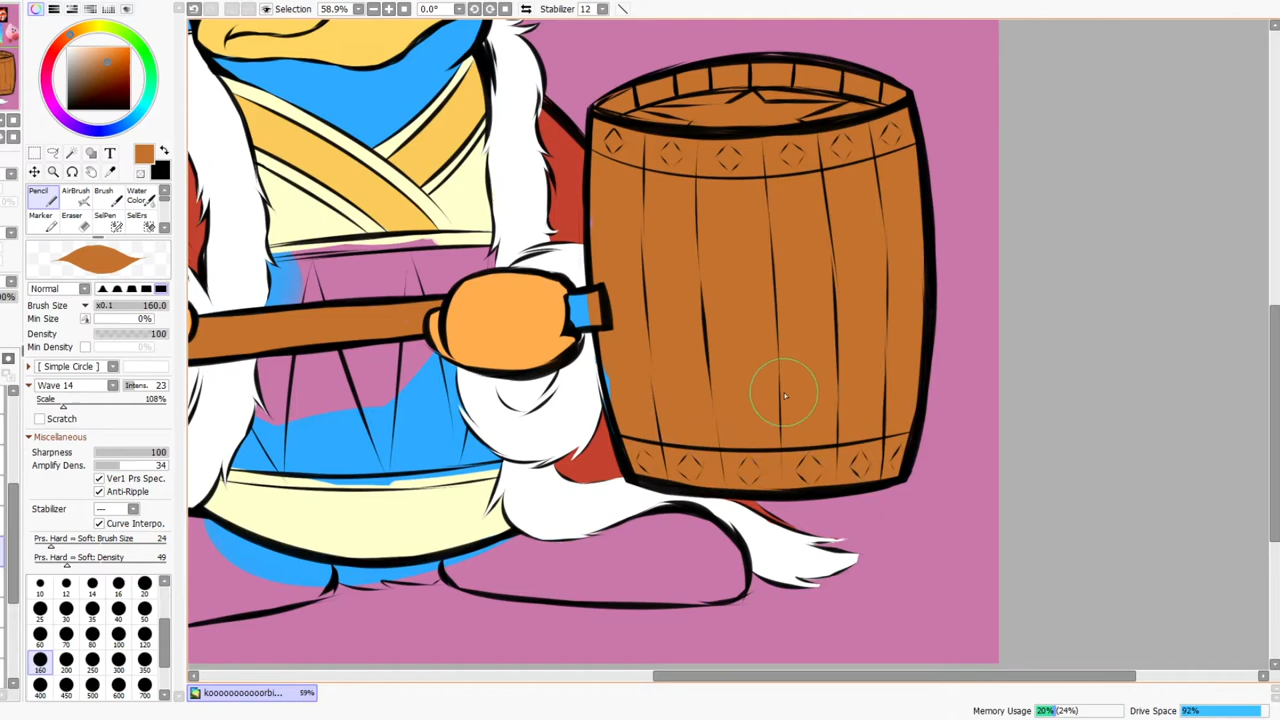 Selection 58.9% 0.0° Stabilizer 12
T
Pencil AirBrush Brush Water Color
Marker Eraser SelPen SelErs
Normal
Brush Size x0.1 160.0
Min Size 0%
Density 100
Min Density 0%
[ Simple Circle ]
Wave 14 Intens. 23
Scale 108%
Scratch
Miscellaneous
Sharpness 100
Amplify Dens. 34
Ver1 Prs Spec.
Anti-Ripple
Stabilizer ---
Curve Interpo.
Prs. Hard ⇔ Soft: Brush Size 24
Prs. Hard ⇔ Soft: Density 49
10 12 14 16 20
25 30 35 40 50
60 70 80 100 120
160 200 250 300 350
400 450 500 600 700
kooooooooooorbi... 59%
Memory Usage 20% (24%) Drive Space 92%